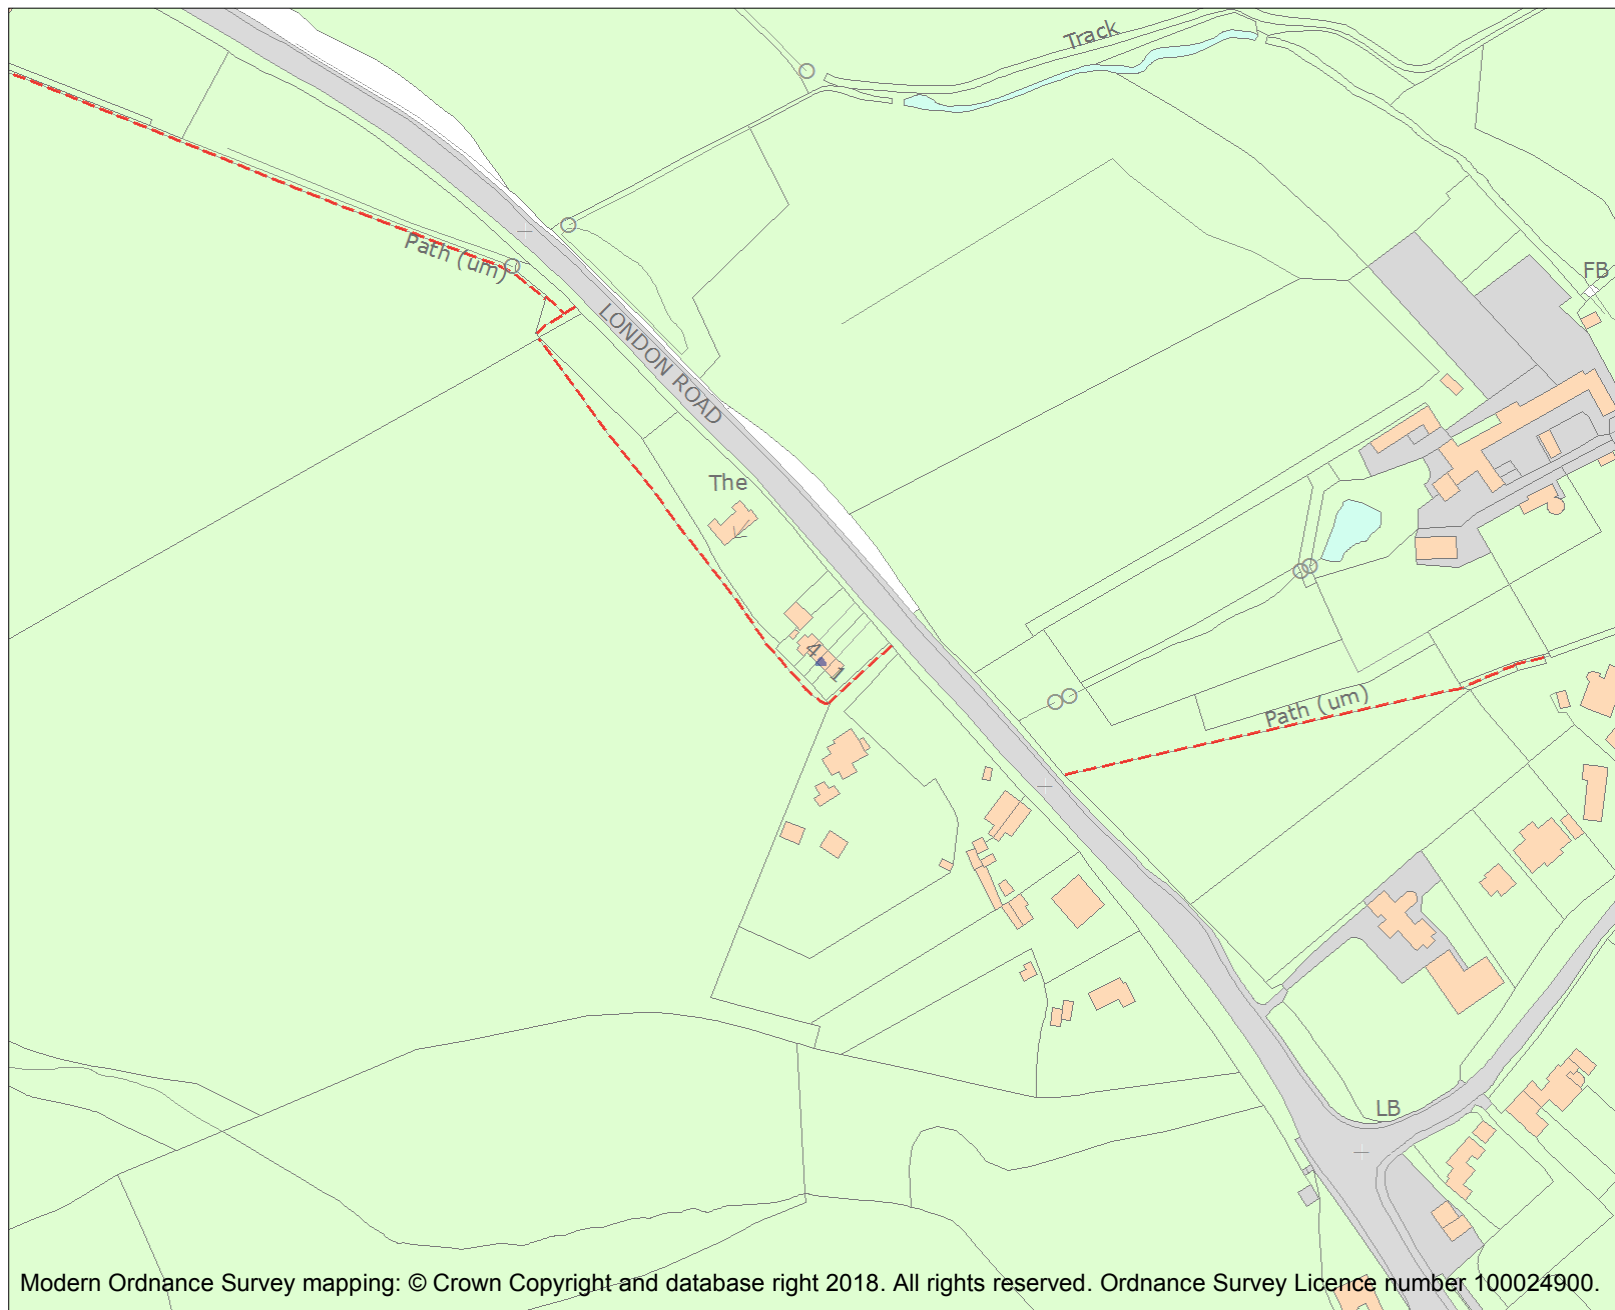 Track
Path (um)
FB
LONDON ROAD
The
4
1
Path (um)
LB
Modern Ordnance Survey mapping: © Crown Copyright and database right 2018. All rights reserved. Ordnance Survey Licence number 100024900.